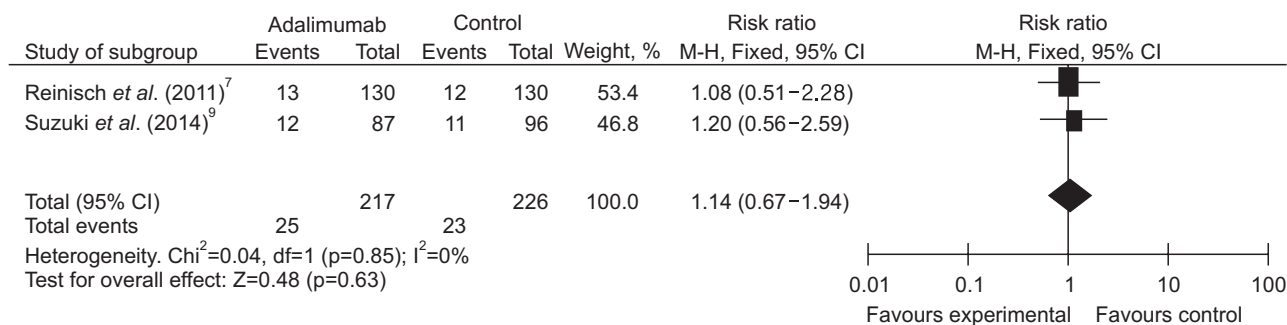 Adalimumab Control Risk ratio Risk ratio
Study of subgroup Events Total Events Total Weight, % M-H, Fixed, 95% CI M-H, Fixed, 95% CI
Reinisch et al. (2011)7 13 130 12 130 53.4 1.08 (0.51−2.28)
Suzuki et al. (2014)9 12 87 11 96 46.8 1.20 (0.56−2.59)
Total (95% CI) 217 226 100.0 1.14 (0.67−1.94)
Total events 25 23
Heterogeneity. Chi2=0.04, df=1 (p=0.85); I2=0%
Test for overall effect: Z=0.48 (p=0.63)
0.01 0.1 1 10 100
Favours experimental Favours control